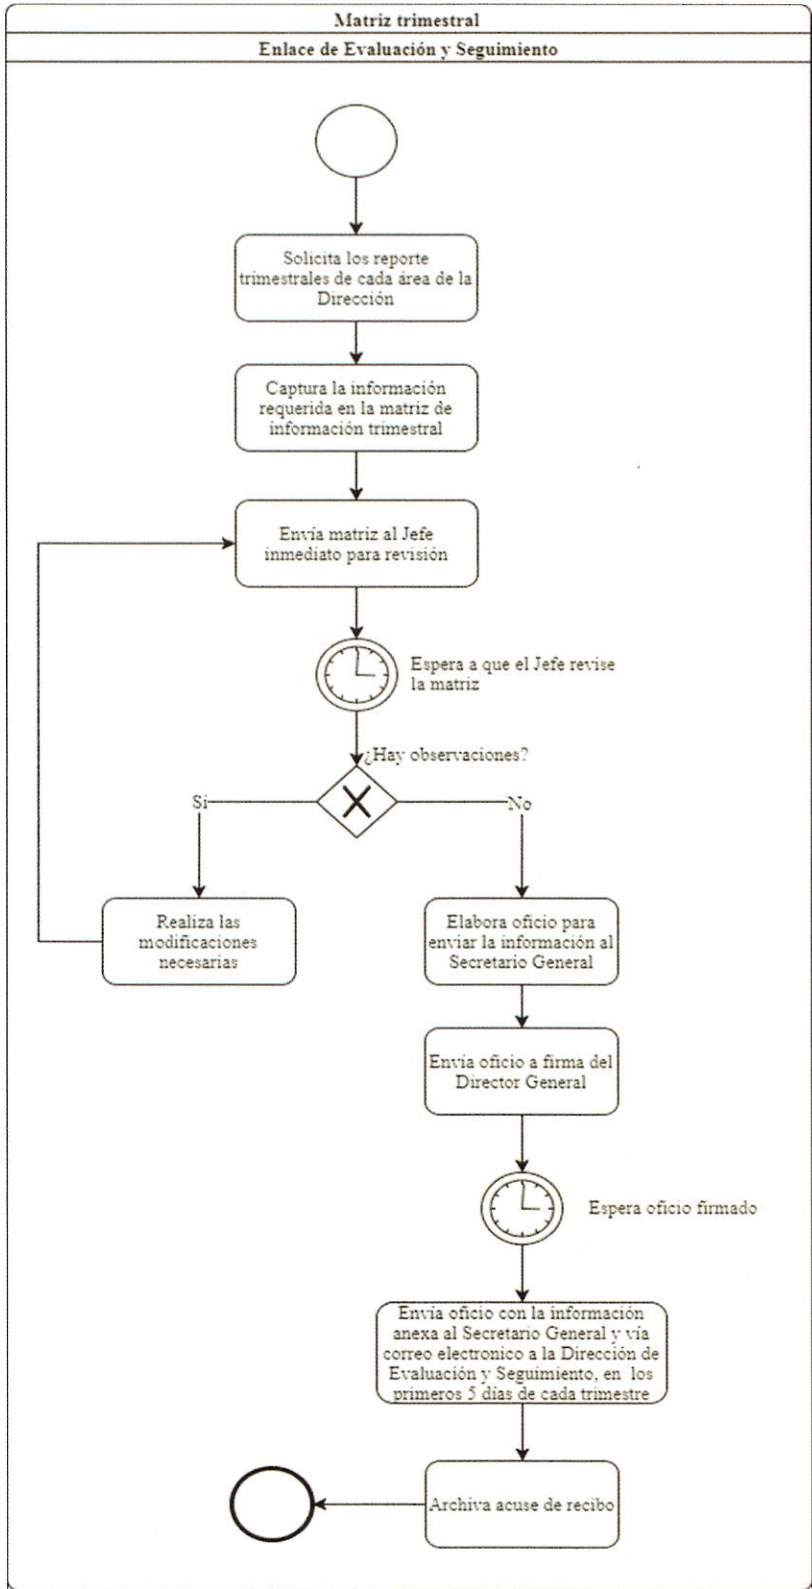 Matriz trimestral
Enlace de Evaluación y Seguimiento
Solicita los reporte
trimestrales de cada área de la
Dirección
Captura la información
requerida en la matriz de
información trimestral
Envía matriz al Jefe
inmediato para revisión
Espera a que el Jefe revise
la matriz
¿Hay observaciones?
Si
No
Realiza las
modificaciones
necesarias
Elabora oficio para
enviar la información al
Secretario General
Envía oficio a firma del
Director General
Espera oficio firmado
Envía oficio con la información
anexa al Secretario General y vía
correo electronico a la Dirección de
Evaluación y Seguimiento, en los
primeros 5 días de cada trimestre
Archiva acuse de recibo